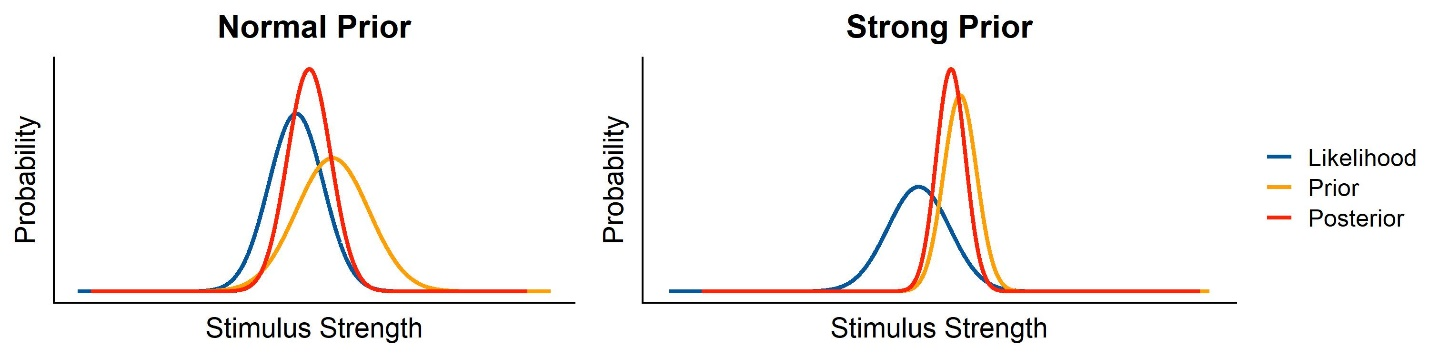 Normal Prior
Probability
Stimulus Strength
Strong Prior
Probability
Stimulus Strength
Likelihood
Prior
Posterior